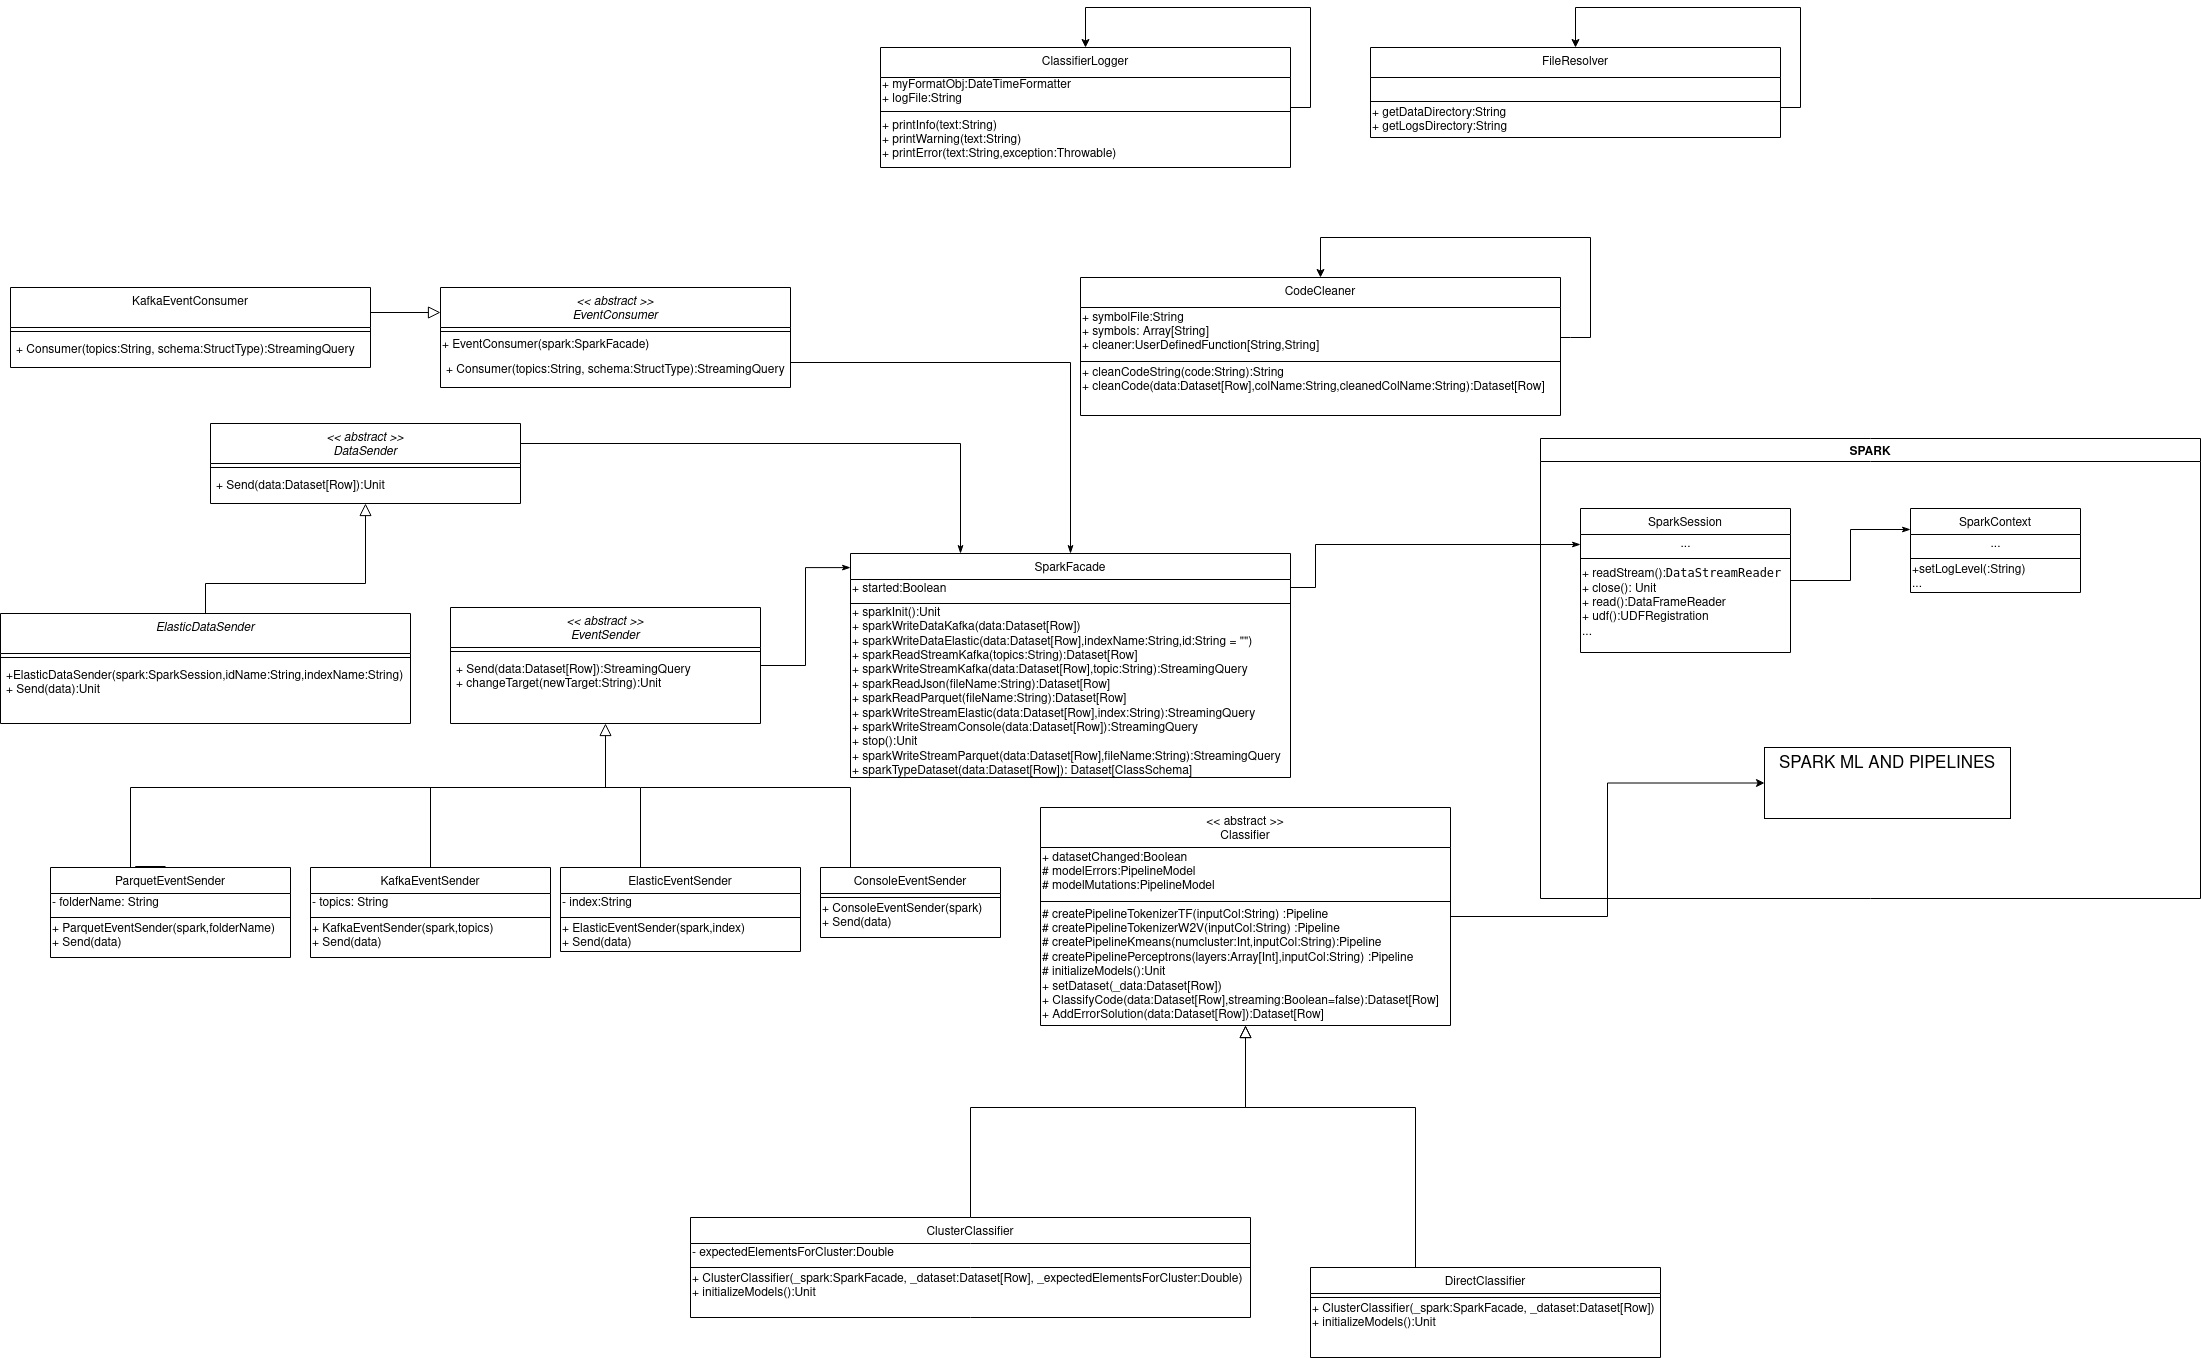 ClassifierLogger
+ myFormatObj:DateTimeFormatter
+ logFile:String
+ printInfo(text:String)
+ printWarning(text:String)
+ printError(text:String,exception:Throwable)
FileResolver
+ getDataDirectory:String
+ getLogsDirectory:String
KafkaEventConsumer
+ Consumer(topics:String, schema:StructType):StreamingQuery
<< abstract >>
EventConsumer
+ EventConsumer(spark:SparkFacade)
+ Consumer(topics:String, schema:StructType):StreamingQuery
CodeCleaner
+ symbolFile:String
+ symbols: Array[String]
+ cleaner:UserDefinedFunction[String,String]
+ cleanCodeString(code:String):String
+ cleanCode(data:Dataset[Row],colName:String,cleanedColName:String):Dataset[Row]
<< abstract >>
DataSender
+ Send(data:Dataset[Row]):Unit
SPARK
SparkSession
...
+ readStream():DataStreamReader
+ close(): Unit
+ read():DataFrameReader
+ udf():UDFRegistration
...
SparkContext
...
+setLogLevel(:String)
...
SparkFacade
+ started:Boolean
+ sparkInit():Unit
+ sparkWriteDataKafka(data:Dataset[Row])
+ sparkWriteDataElastic(data:Dataset[Row],indexName:String,id:String = "")
+ sparkReadStreamKafka(topics:String):Dataset[Row]
+ sparkWriteStreamKafka(data:Dataset[Row],topic:String):StreamingQuery
+ sparkReadJson(fileName:String):Dataset[Row]
+ sparkReadParquet(fileName:String):Dataset[Row]
+ sparkWriteStreamElastic(data:Dataset[Row],index:String):StreamingQuery
+ sparkWriteStreamConsole(data:Dataset[Row]):StreamingQuery
+ stop():Unit
+ sparkWriteStreamParquet(data:Dataset[Row],fileName:String):StreamingQuery
+ sparkTypeDataset(data:Dataset[Row]): Dataset[ClassSchema]
ElasticDataSender
+ElasticDataSender(spark:SparkSession,idName:String,indexName:String)
+ Send(data):Unit
<< abstract >>
EventSender
+ Send(data:Dataset[Row]):StreamingQuery
+ changeTarget(newTarget:String):Unit
SPARK ML AND PIPELINES
ParquetEventSender
- folderName: String
+ ParquetEventSender(spark,folderName)
+ Send(data)
KafkaEventSender
- topics: String
+ KafkaEventSender(spark,topics)
+ Send(data)
ElasticEventSender
- index:String
+ ElasticEventSender(spark,index)
+ Send(data)
ConsoleEventSender
+ ConsoleEventSender(spark)
+ Send(data)
<< abstract >>
Classifier
+ datasetChanged:Boolean
# modelErrors:PipelineModel
# modelMutations:PipelineModel
# createPipelineTokenizerTF(inputCol:String) :Pipeline
# createPipelineTokenizerW2V(inputCol:String) :Pipeline
# createPipelineKmeans(numcluster:Int,inputCol:String):Pipeline
# createPipelinePerceptrons(layers:Array[Int],inputCol:String) :Pipeline
# initializeModels():Unit
+ setDataset(_data:Dataset[Row])
+ ClassifyCode(data:Dataset[Row],streaming:Boolean=false):Dataset[Row]
+ AddErrorSolution(data:Dataset[Row]):Dataset[Row]
ClusterClassifier
- expectedElementsForCluster:Double
+ ClusterClassifier(_spark:SparkFacade, _dataset:Dataset[Row], _expectedElementsForCluster:Double)
+ initializeModels():Unit
DirectClassifier
+ ClusterClassifier(_spark:SparkFacade, _dataset:Dataset[Row])
+ initializeModels():Unit